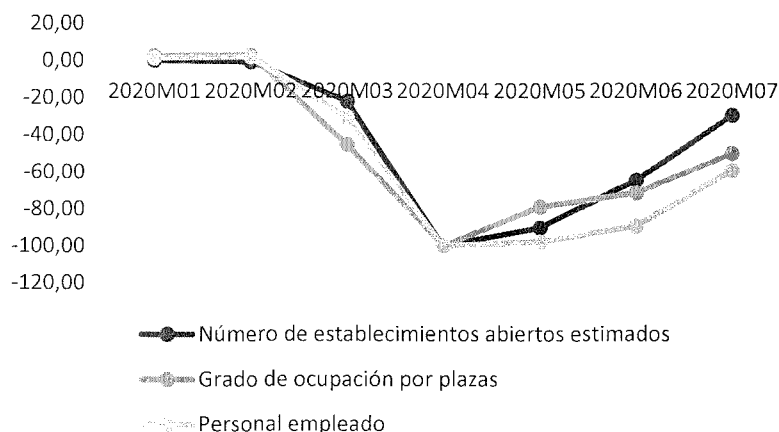 20,00
0,00
2020M01 2020M02 2020M03 2020M04 2020M05 2020M06 2020M07
-20,00
-40,00
-60,00
-80,00
-100,00
-120,00
Número de establecimientos abiertos estimados
Grado de ocupación por plazas
Personal empleado